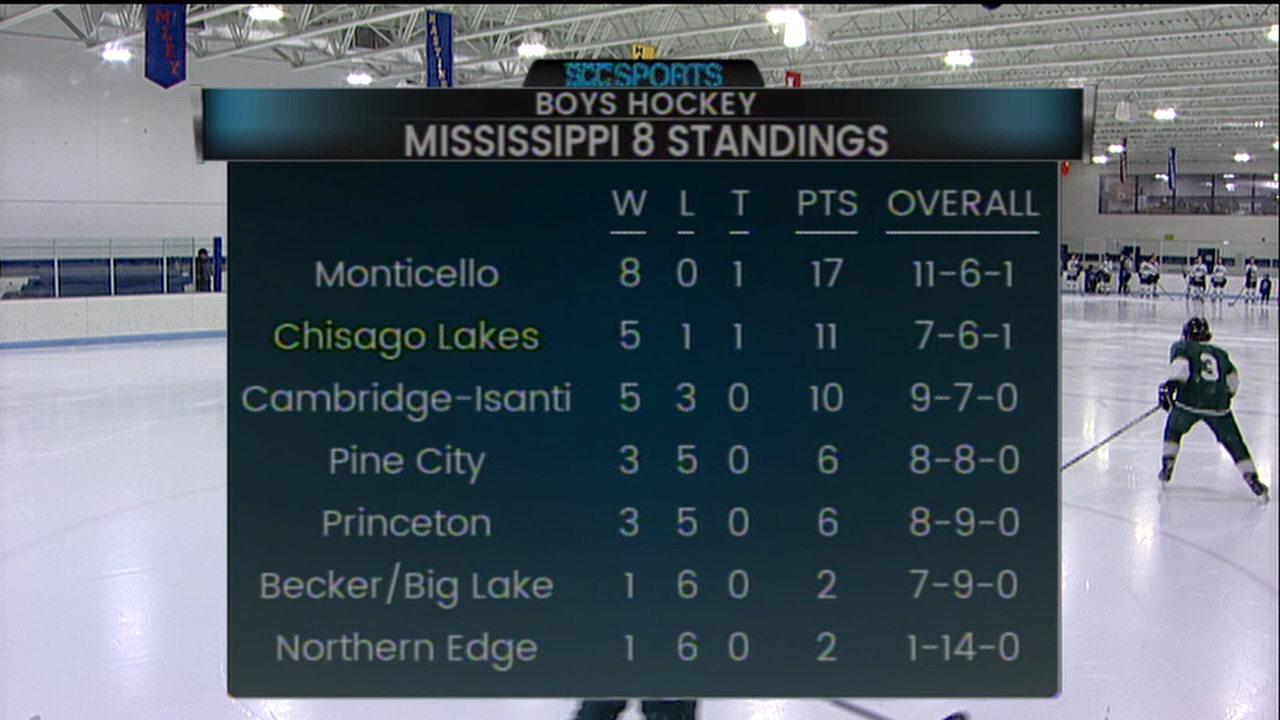 MLEY
HASTIN
H
SCCSPORTS
BOYS HOCKEY
MISSISSIPPI 8 STANDINGS
W L T PTS OVERALL
Monticello 8 0 1 17 11-6-1
Chisago Lakes 5 1 1 11 7-6-1
Cambridge-Isanti 5 3 0 10 9-7-0
Pine City 3 5 0 6 8-8-0
Princeton 3 5 0 6 8-9-0
Becker/Big Lake 1 6 0 2 7-9-0
Northern Edge 1 6 0 2 1-14-0
3